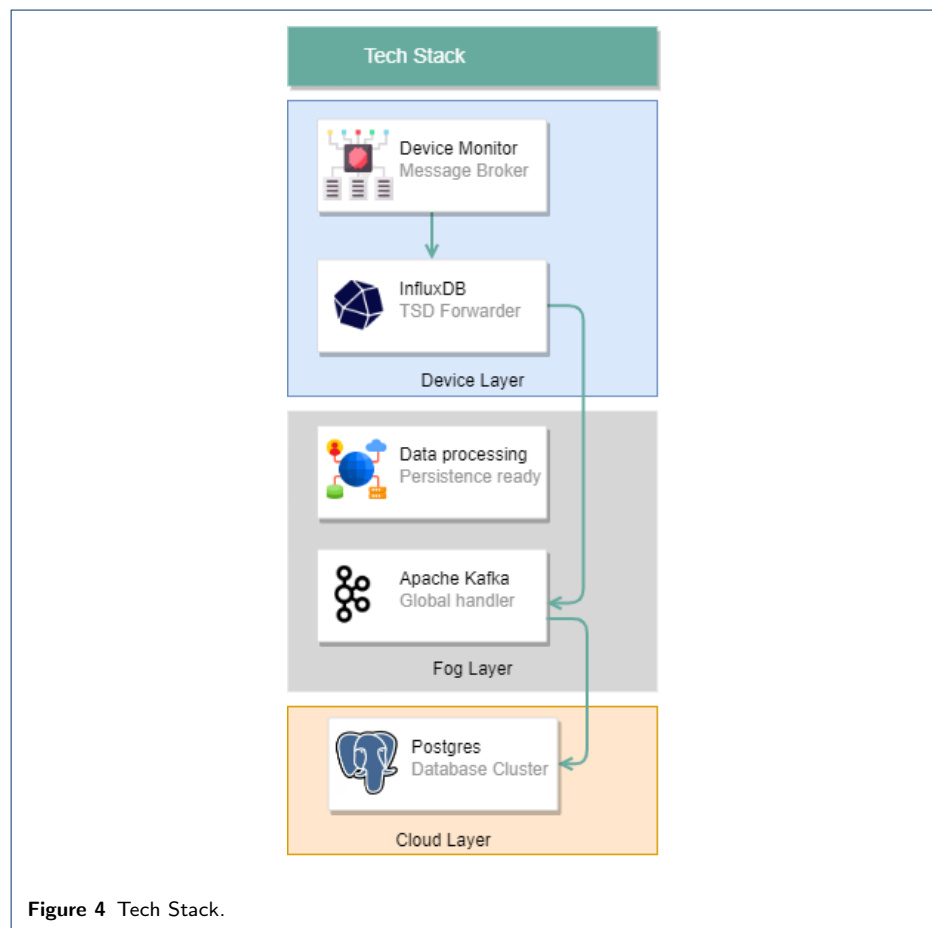 Tech Stack
Device Monitor
Message Broker
InfluxDB
TSD Forwarder
Device Layer
Data processing
Persistence ready
Apache Kafka
Global handler
Fog Layer
Postgres
Database Cluster
Cloud Layer
Figure 4 Tech Stack.